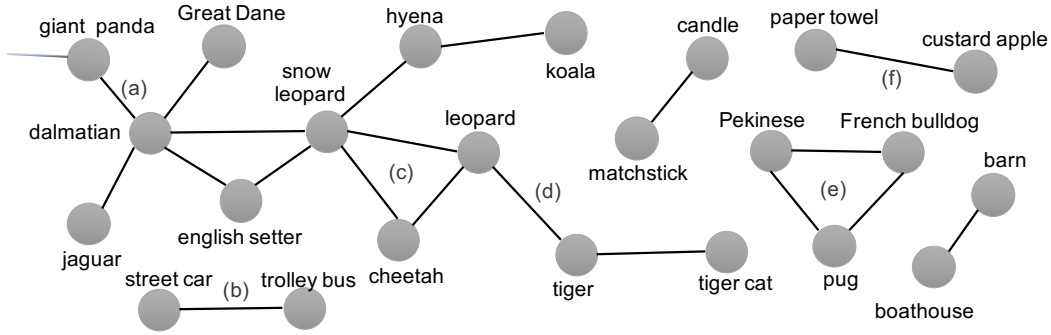 giant panda
Great Dane
hyena
candle
paper towel
custard apple
koala
(a)
snow
leopard
(f)
dalmatian
leopard
Pekinese
French bulldog
barn
matchstick
(c)
(d)
(e)
jaguar
english setter
cheetah
tiger
tiger cat
pug
boathouse
street car
(b)
trolley bus